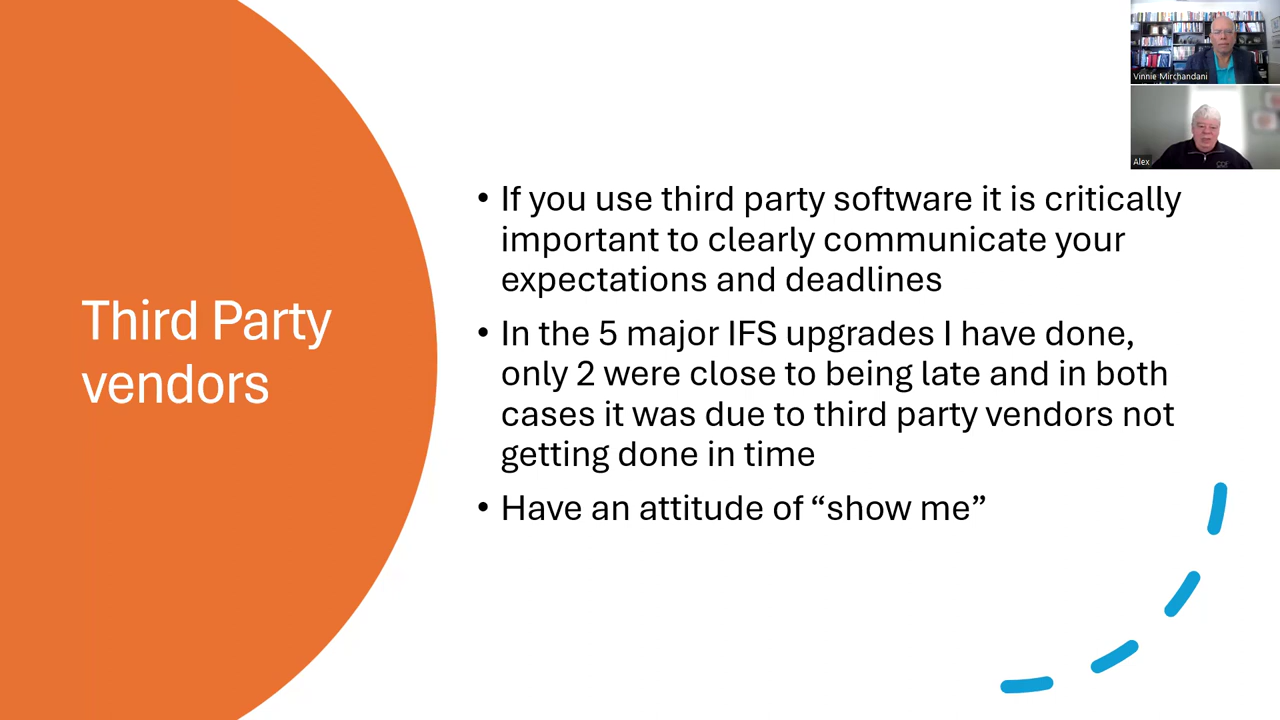 Third Party
vendors
• If you use third party software it is critically
important to clearly communicate your
expectations and deadlines
• In the 5 major IFS upgrades I have done,
only 2 were close to being late and in both
cases it was due to third party vendors not
getting done in time
• Have an attitude of “show me”
Vinnie Mirchandani
Alex